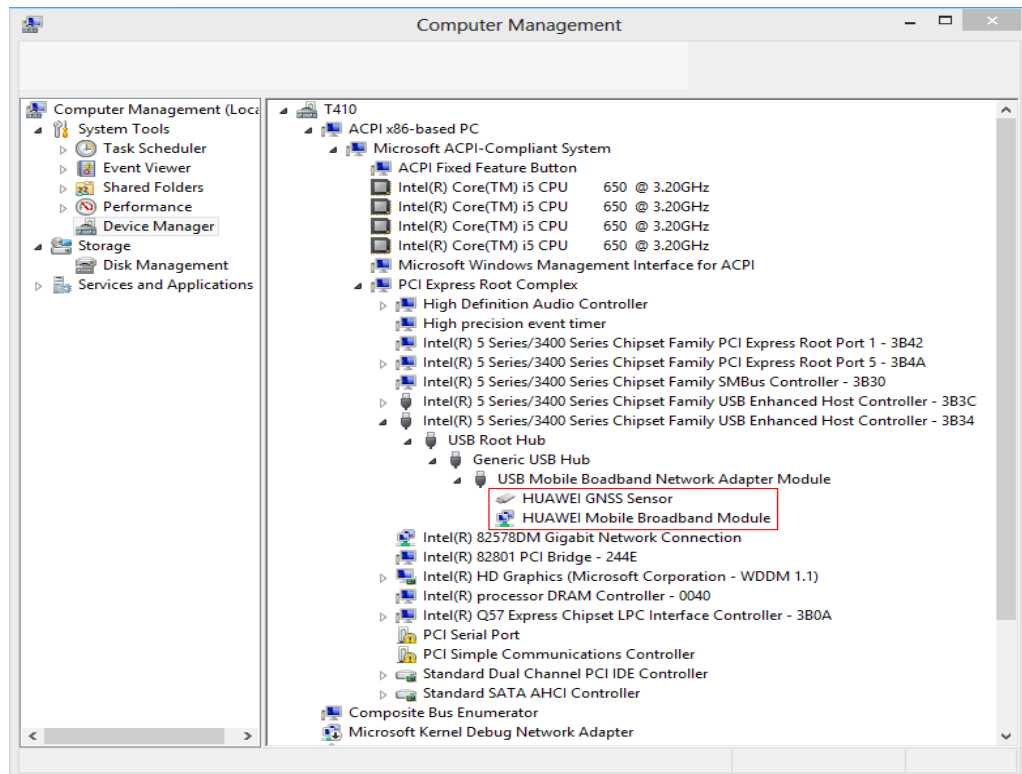 Computer Management
Computer Management (Loca
System Tools
Task Scheduler
Event Viewer
Shared Folders
Performance
Device Manager
Storage
Disk Management
Services and Applications
T410
ACPI x86-based PC
Microsoft ACPI-Compliant System
ACPI Fixed Feature Button
Intel(R) Core(TM) i5 CPU 650 @ 3.20GHz
Intel(R) Core(TM) i5 CPU 650 @ 3.20GHz
Intel(R) Core(TM) i5 CPU 650 @ 3.20GHz
Intel(R) Core(TM) i5 CPU 650 @ 3.20GHz
Microsoft Windows Management Interface for ACPI
PCI Express Root Complex
High Definition Audio Controller
High precision event timer
Intel(R) 5 Series/3400 Series Chipset Family PCI Express Root Port 1 - 3B42
Intel(R) 5 Series/3400 Series Chipset Family PCI Express Root Port 5 - 3B4A
Intel(R) 5 Series/3400 Series Chipset Family SMBus Controller - 3B30
Intel(R) 5 Series/3400 Series Chipset Family USB Enhanced Host Controller - 3B3C
Intel(R) 5 Series/3400 Series Chipset Family USB Enhanced Host Controller - 3B34
USB Root Hub
Generic USB Hub
USB Mobile Boadband Network Adapter Module
HUAWEI GNSS Sensor
HUAWEI Mobile Broadband Module
Intel(R) 82578DM Gigabit Network Connection
Intel(R) 82801 PCI Bridge - 244E
Intel(R) HD Graphics (Microsoft Corporation - WDDM 1.1)
Intel(R) processor DRAM Controller - 0040
Intel(R) Q57 Express Chipset LPC Interface Controller - 3B0A
PCI Serial Port
PCI Simple Communications Controller
Standard Dual Channel PCI IDE Controller
Standard SATA AHCI Controller
Composite Bus Enumerator
Microsoft Kernel Debug Network Adapter